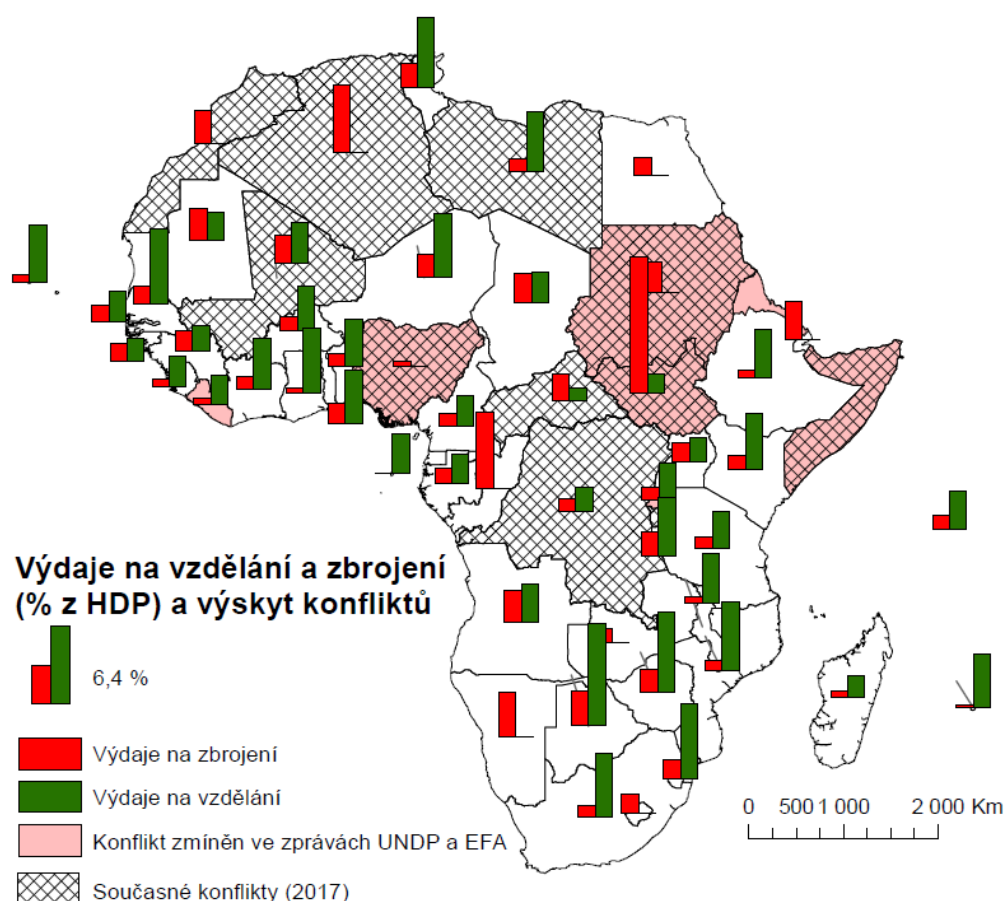 Výdaje na vzdělání a zbrojení
(% z HDP) a výskyt konfliktů
6,4 %
Výdaje na zbrojení
Výdaje na vzdělání
Konflikt zmíněn ve zprávách UNDP a EFA
Současné konflikty (2017)
0 500 1 000 2 000 Km